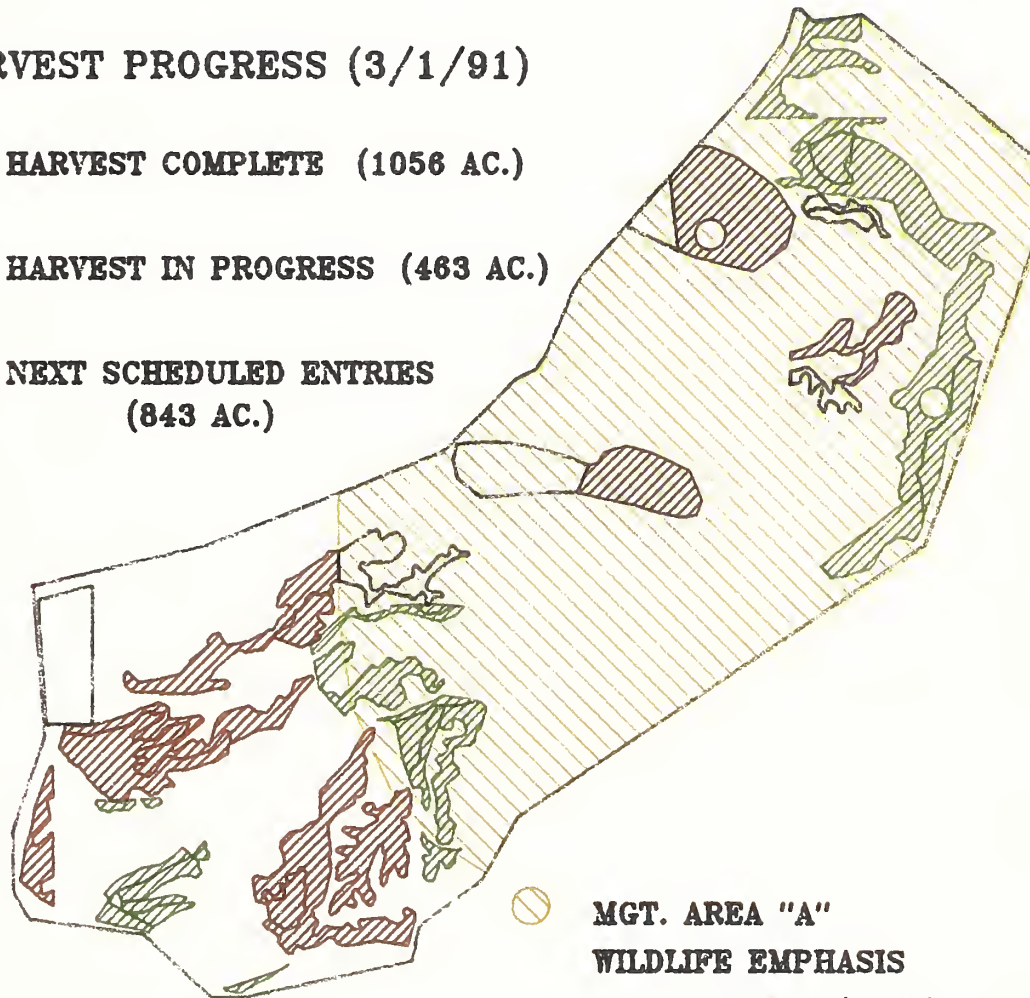 RVEST PROGRESS (3/1/91)
HARVEST COMPLETE (1056 AC.)
HARVEST IN PROGRESS (463 AC.)
NEXT SCHEDULED ENTRIES
(843 AC.)
MGT. AREA "A"
WILDLIFE EMPHASIS